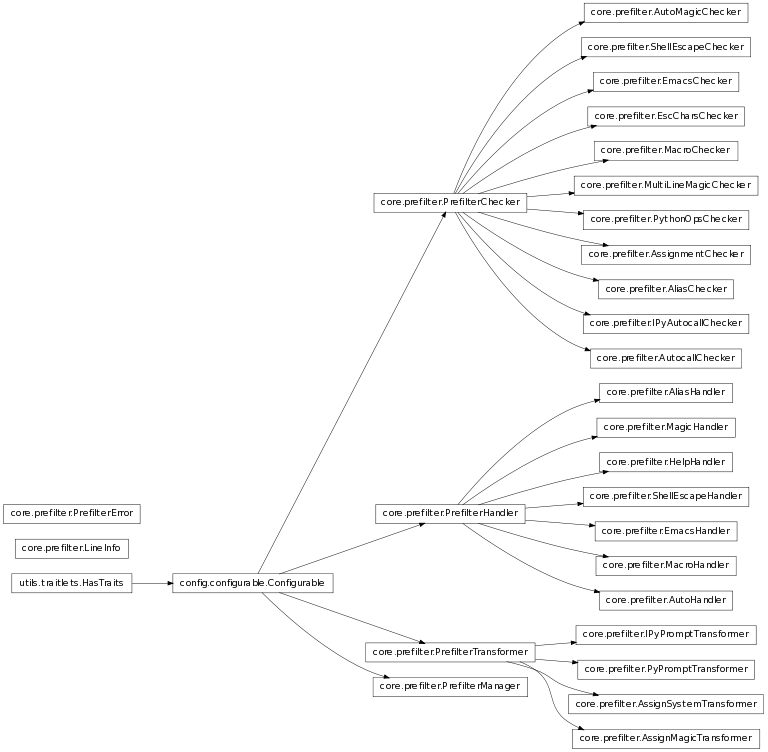 core.prefilter.AutoMagicChecker
core.prefilter.ShellEscapeChecker
core.prefilter.EmacsChecker
core.prefilter.EscCharsChecker
core.prefilter.MacroChecker
core.prefilter.MultiLineMagicChecker
core.prefilter.PrefilterChecker
core.prefilter.PythonOpsChecker
core.prefilter.AssignmentChecker
core.prefilter.AliasChecker
core.prefilter.IPyAutocallChecker
core.prefilter.AutocallChecker
core.prefilter.AliasHandler
core.prefilter.MagicHandler
core.prefilter.HelpHandler
core.prefilter.ShellEscapeHandler
core.prefilter.PrefilterError
core.prefilter.PrefilterHandler
core.prefilter.EmacsHandler
core.prefilter.LineInfo
core.prefilter.MacroHandler
utils.traitlets.HasTraits
config.configurable.Configurable
core.prefilter.AutoHandler
core.prefilter.IPyPromptTransformer
core.prefilter.PrefilterTransformer
core.prefilter.PyPromptTransformer
core.prefilter.PrefilterManager
core.prefilter.AssignSystemTransformer
core.prefilter.AssignMagicTransformer